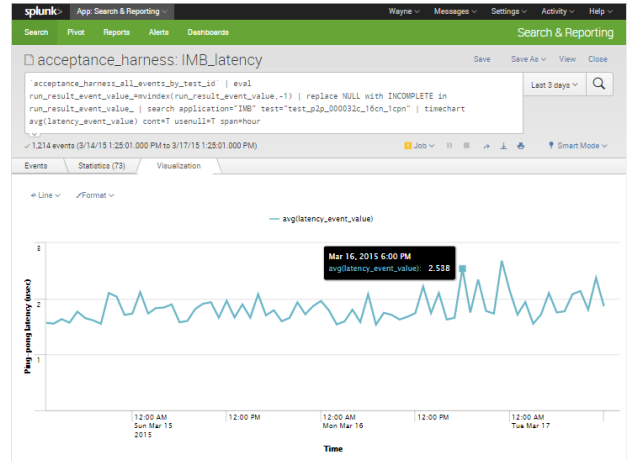 splunk> App: Search & Reporting Wayne Messages Settings Activity Help
Search Pivot Reports Alerts Dashboards Search & Reporting
acceptance_harness: IMB_latency Save Save As View Close
`acceptance_harness_all_events_by_test_id` | eval
run_result_event_value_=mvindex(run_result_event_value,-1) | replace NULL with INCOMPLETE in
run_result_event_value_ | search application="IMB" test="test_p2p_000032c_16cn_1cpn" | timechart
avg(latency_event_value) cont=T usenull=T span=hour
Last 3 days
1,214 events (3/14/15 1:25:01.000 PM to 3/17/15 1:25:01.000 PM) Job Smart Mode
Events Statistics (73) Visualization
Line Format
avg(latency_event_value)
Mar 16, 2015 6:00 PM
avg(latency_event_value): 2.538
3
2
1
Ping-pong latency (usec)
12:00 AM 12:00 PM 12:00 AM 12:00 PM 12:00 AM
Sun Mar 15 Mon Mar 16 Tue Mar 17
2015
Time